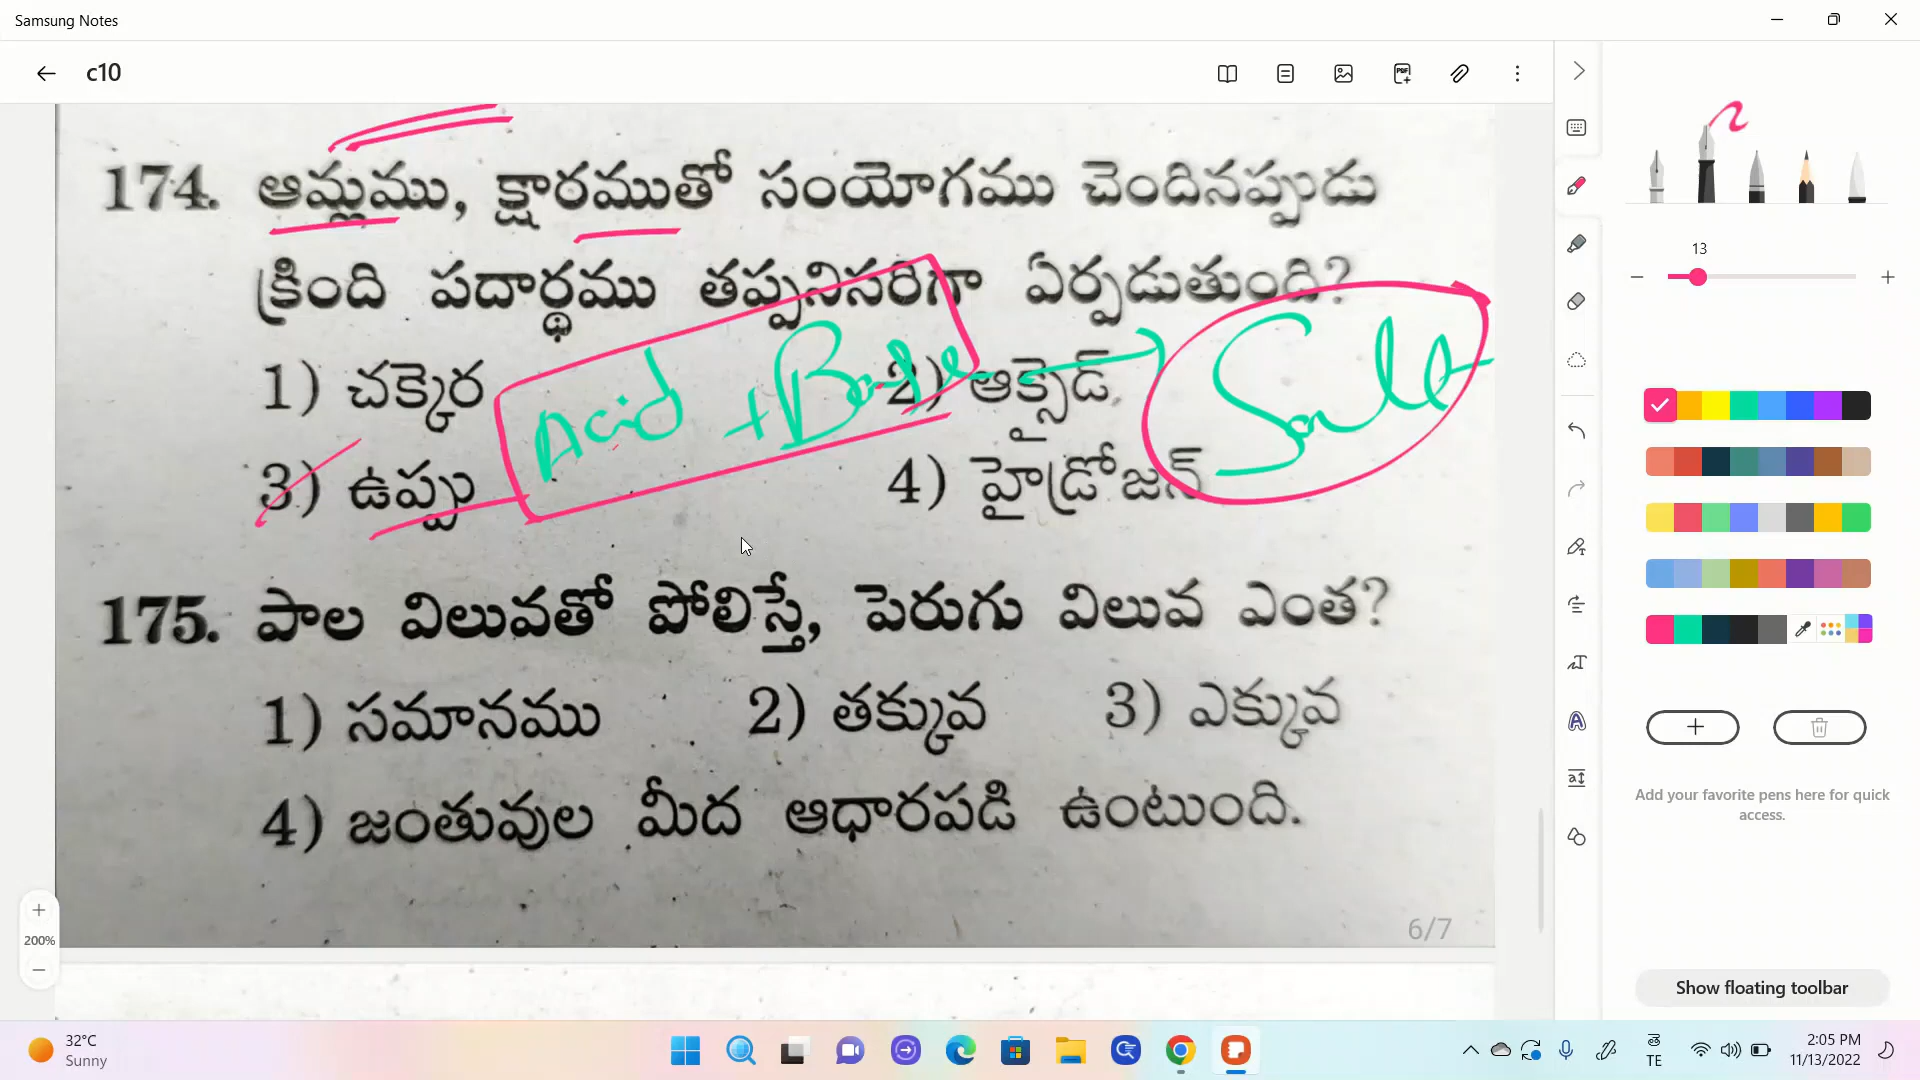 Samsung Notes
c10
174. ఆమ్లము, క్షారముతో సంయోగము చెందినప్పుడు
క్రింది పదార్థము తప్పనిసరిగా ఏర్పడుతుంది?
1) చక్కెర 2) ఆక్సైడ్
Acid + Base → Salt
3) ఉప్పు 4) హైడ్రోజన్
175. పాల విలువతో పోలిస్తే, పెరుగు విలువ ఎంత?
1) సమానము 2) తక్కువ 3) ఎక్కువ
4) జంతువుల మీద ఆధారపడి ఉంటుంది.
6/7
200%
13
Add your favorite pens here for quick
access.
Show floating toolbar
32°C
Sunny
తె
TE
2:05 PM
11/13/2022